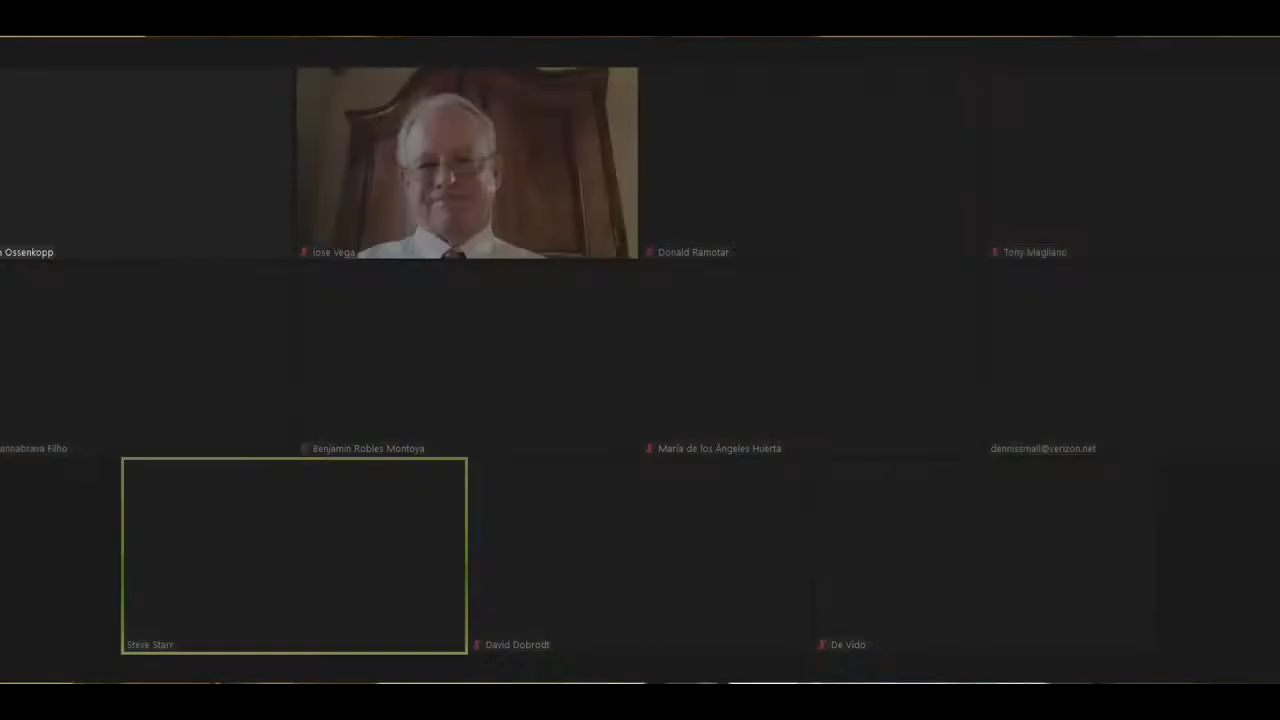 n Ossenkopp
Jose Vega
Donald Ramotar
Tony Magliano
annabrava Filho
Benjamin Robles Montoya
María de los Ángeles Huerta
dennissmall@verizon.net
Steve Starr
David Dobrodt
De Vido